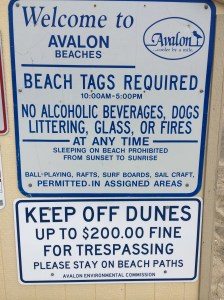 Welcome to
AVALON
BEACHES
Avalon
BEACH TAGS REQUIRED
10:00AM-5:00PM
NO ALCOHOLIC BEVERAGES, DOGS
LITTERING, GLASS, OR FIRES
AT ANY TIME
SLEEPING ON BEACH PROHIBITED
FROM SUNSET TO SUNRISE
BALL-PLAYING, RAFTS, SURF BOARDS, SAIL CRAFT,
PERMITTED IN ASSIGNED AREAS
KEEP OFF DUNES
UP TO $200.00 FINE
FOR TRESPASSING
PLEASE STAY ON BEACH PATHS
AVALON ENVIRONMENTAL COMMISSION